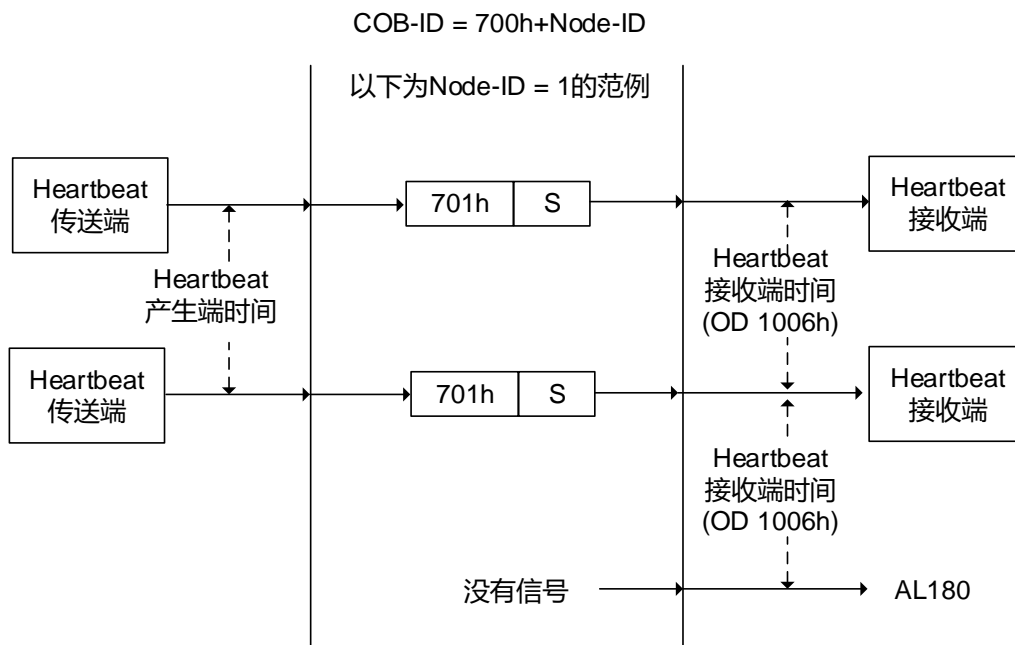 COB-ID = 700h+Node-ID
以下为Node-ID = 1的范例
Heartbeat
传送端
701h
S
Heartbeat
接收端
Heartbeat
产生端时间
Heartbeat
接收端时间
(OD 1006h)
Heartbeat
传送端
701h
S
Heartbeat
接收端
Heartbeat
接收端时间
(OD 1006h)
没有信号
AL180